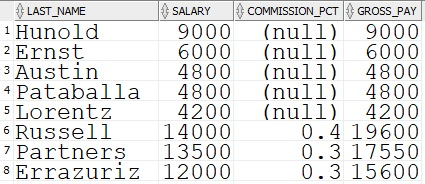 LAST_NAME SALARY COMMISSION_PCT GROSS_PAY
1 Hunold 9000 (null) 9000
2 Ernst 6000 (null) 6000
3 Austin 4800 (null) 4800
4 Pataballa 4800 (null) 4800
5 Lorentz 4200 (null) 4200
6 Russell 14000 0.4 19600
7 Partners 13500 0.3 17550
8 Errazuriz 12000 0.3 15600